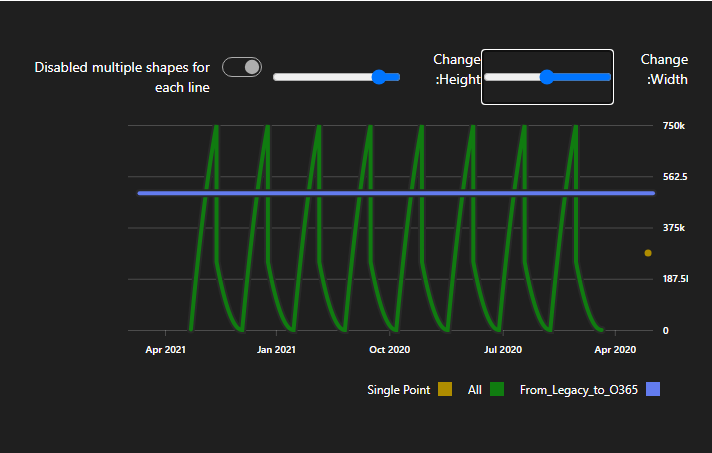 Change
:Width
Change
:Height
Disabled multiple shapes for
each line
750k
562.5
375k
187.5l
0
Apr 2021
Jan 2021
Oct 2020
Jul 2020
Apr 2020
Single Point
All
From_Legacy_to_O365